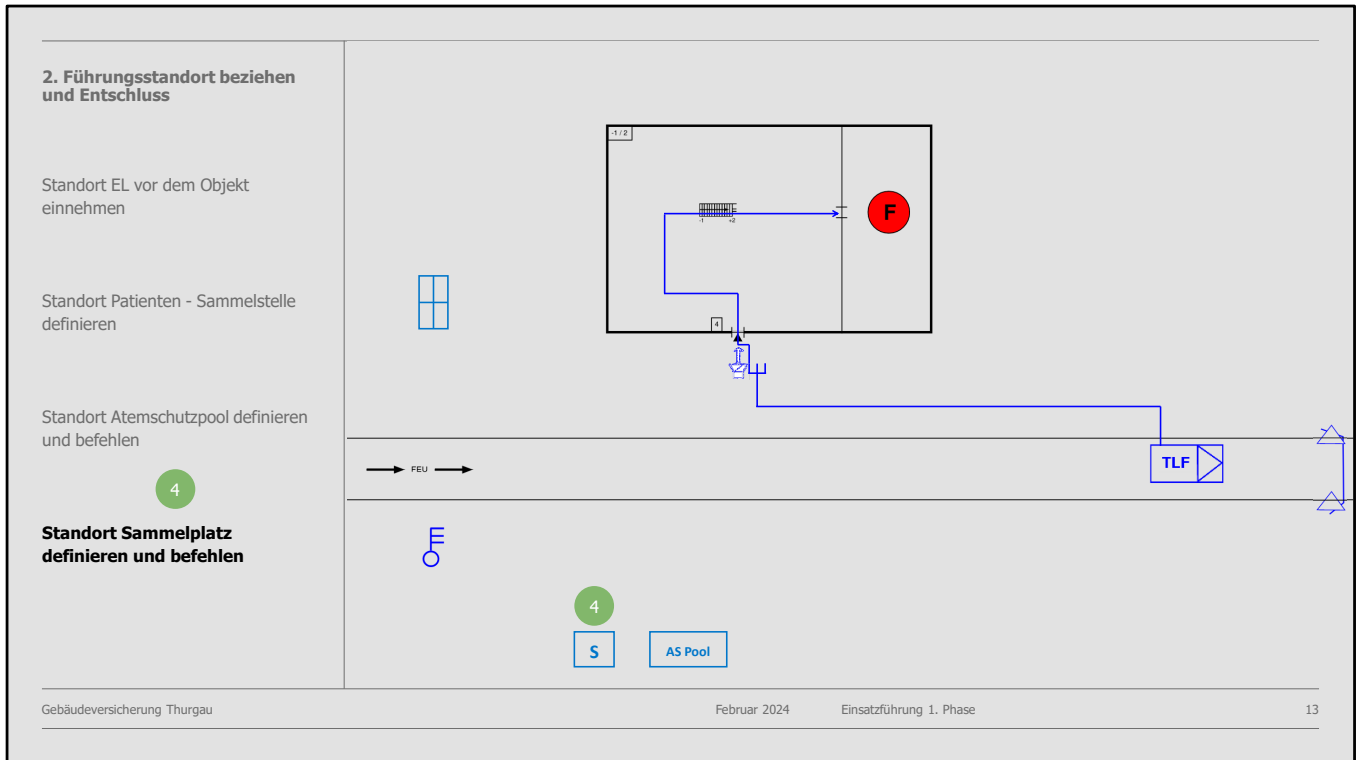 2. Führungsstandort beziehen
und Entschluss
Standort EL vor dem Objekt
einnehmen
Standort Patienten - Sammelstelle
definieren
Standort Atemschutzpool definieren
und befehlen
4
Standort Sammelplatz
definieren und befehlen
-1 / 2
-1
+2
F
4
TLF
FEU
4
S
AS Pool
Gebäudeversicherung Thurgau
Februar 2024
Einsatzführung 1. Phase
13